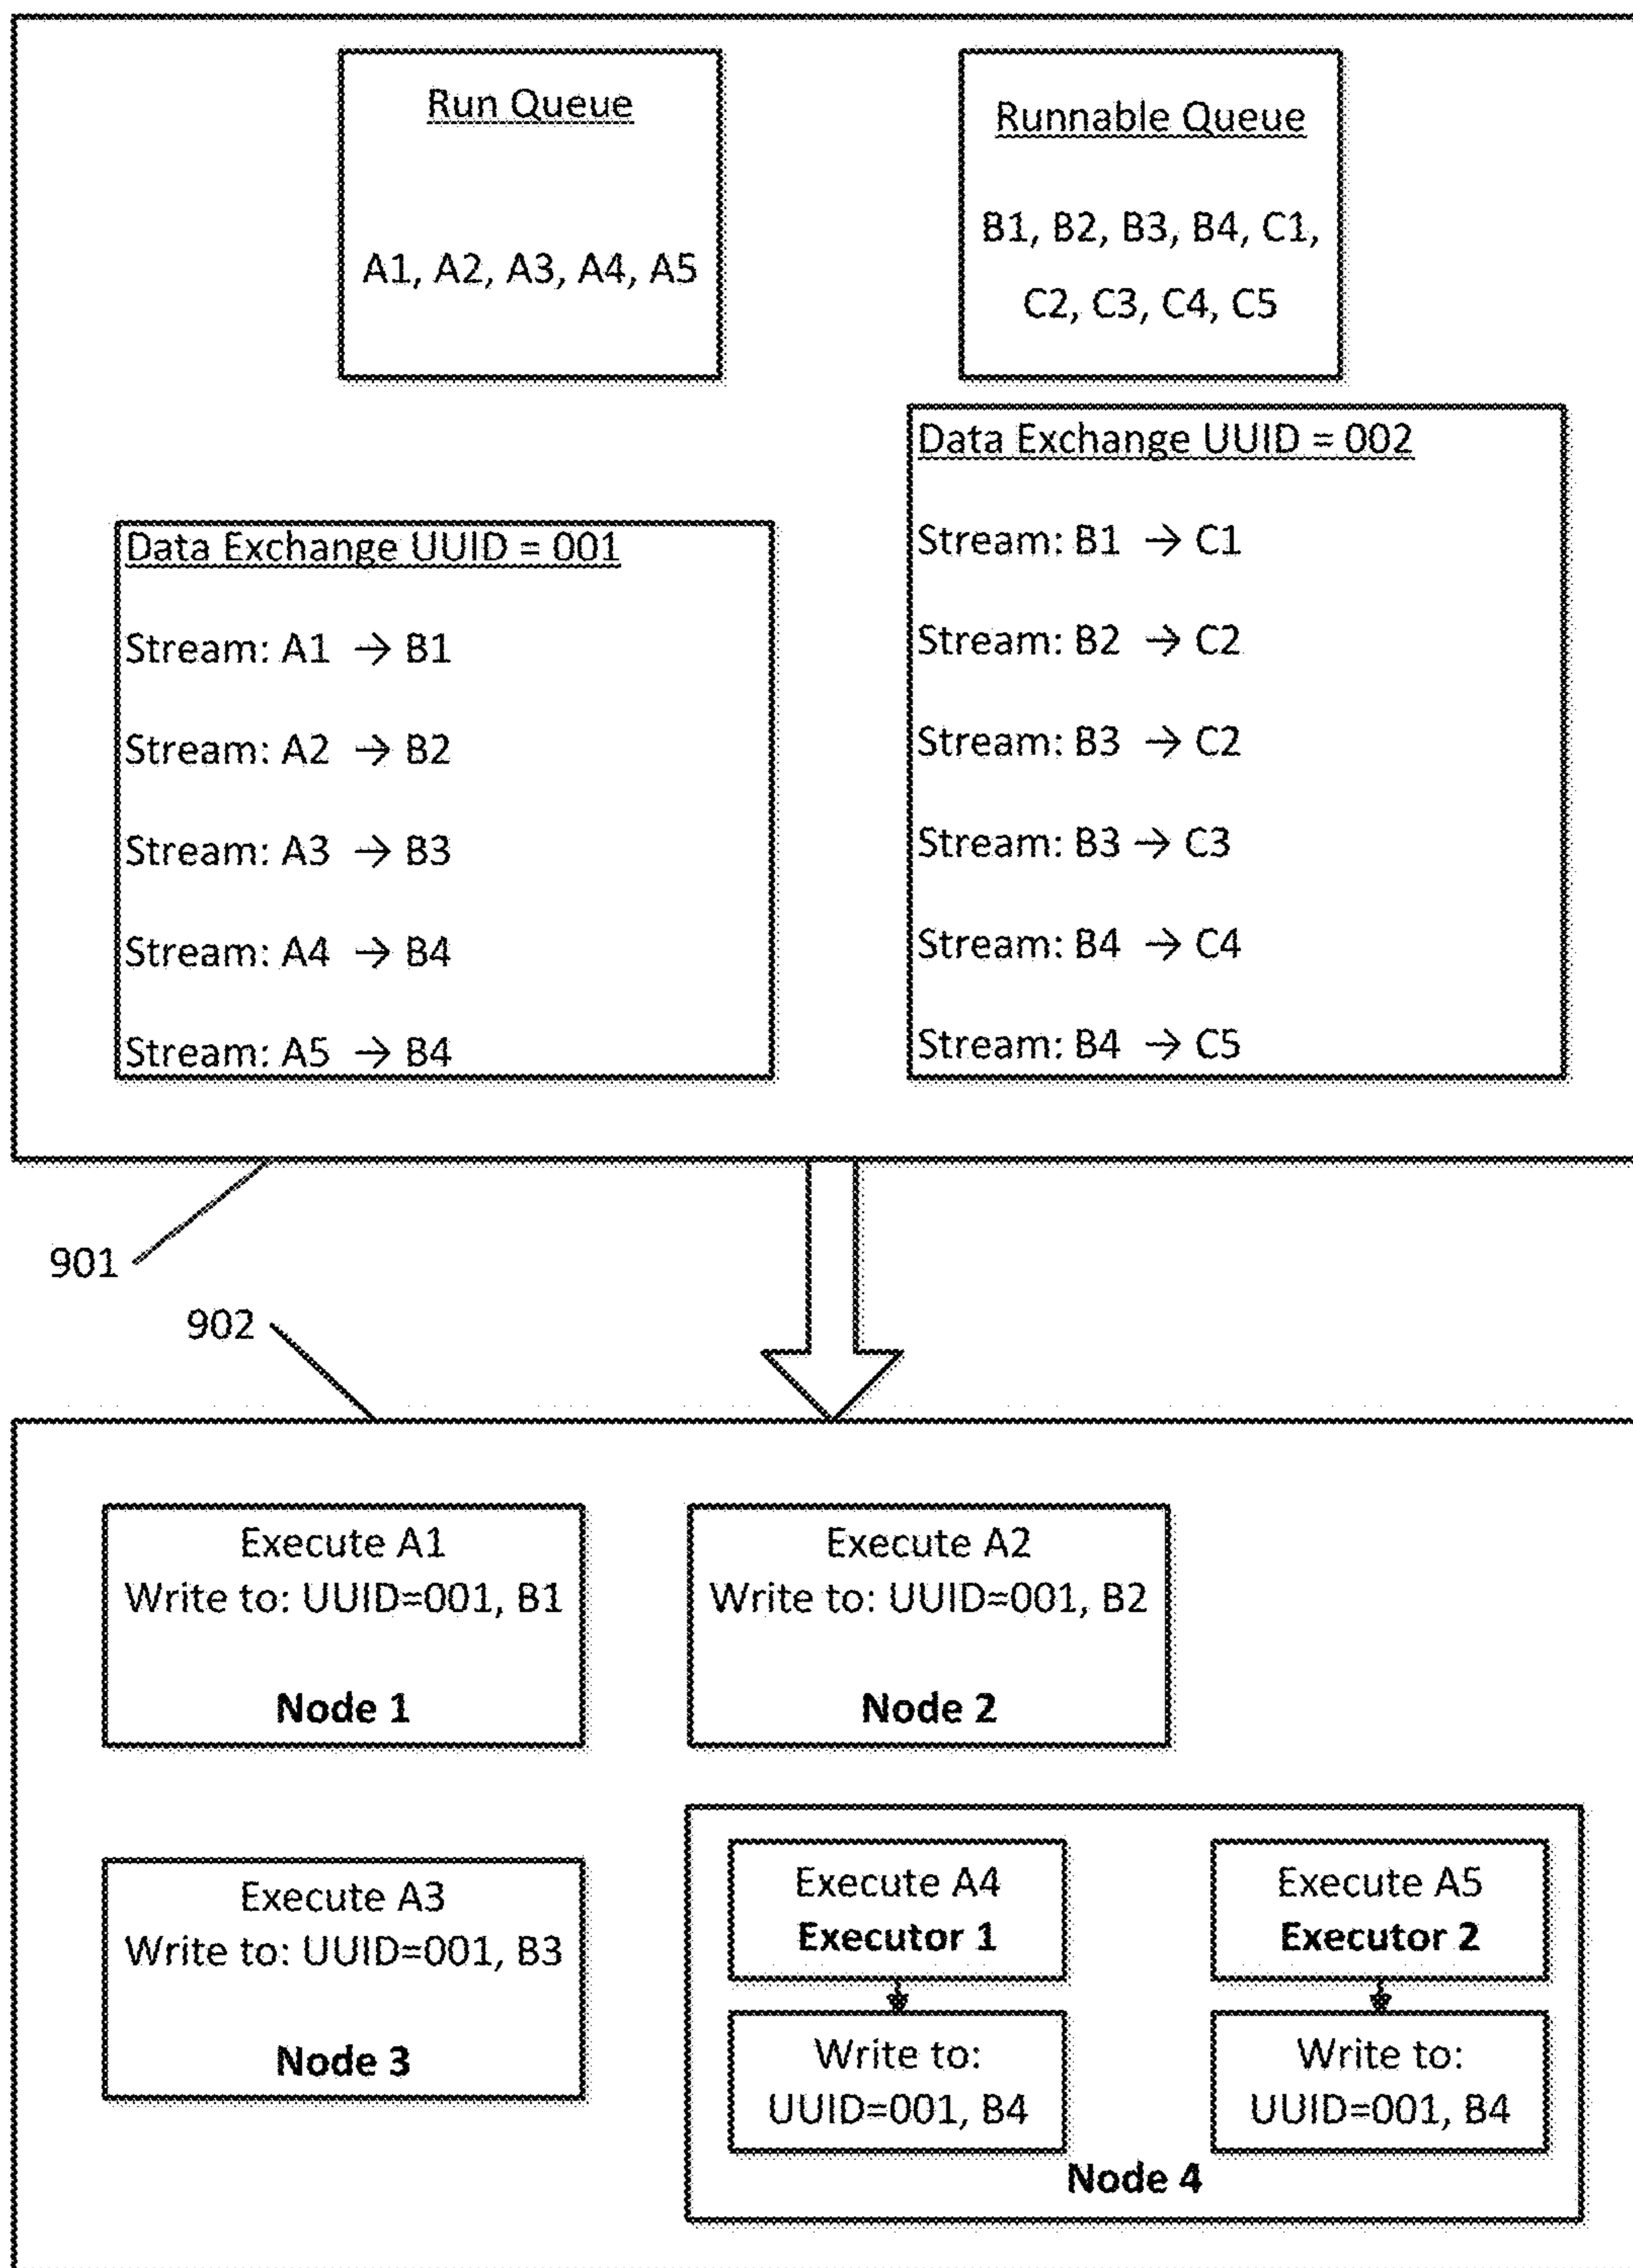 Run Queue
A1, A2, A3, A4, A5
Runnable Queue
B1, B2, B3, B4, C1,
C2, C3, C4, C5
Data Exchange UUID = 001
Stream: A1 → B1
Stream: A2 → B2
Stream: A3 → B3
Stream: A4 → B4
Stream: A5 → B4
Data Exchange UUID = 002
Stream: B1 → C1
Stream: B2 → C2
Stream: B3 → C2
Stream: B3 → C3
Stream: B4 → C4
Stream: B4 → C5
901
902
Execute A1
Write to: UUID=001, B1
Node 1
Execute A2
Write to: UUID=001, B2
Node 2
Execute A3
Write to: UUID=001, B3
Node 3
Execute A4
Executor 1
Write to:
UUID=001, B4
Execute A5
Executor 2
Write to:
UUID=001, B4
Node 4